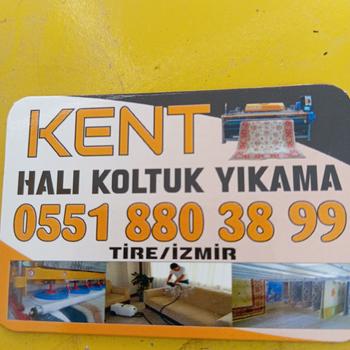 KENT
HALI KOLTUK YIKAMA
0551 880 38 99
TİRE/İZMİR